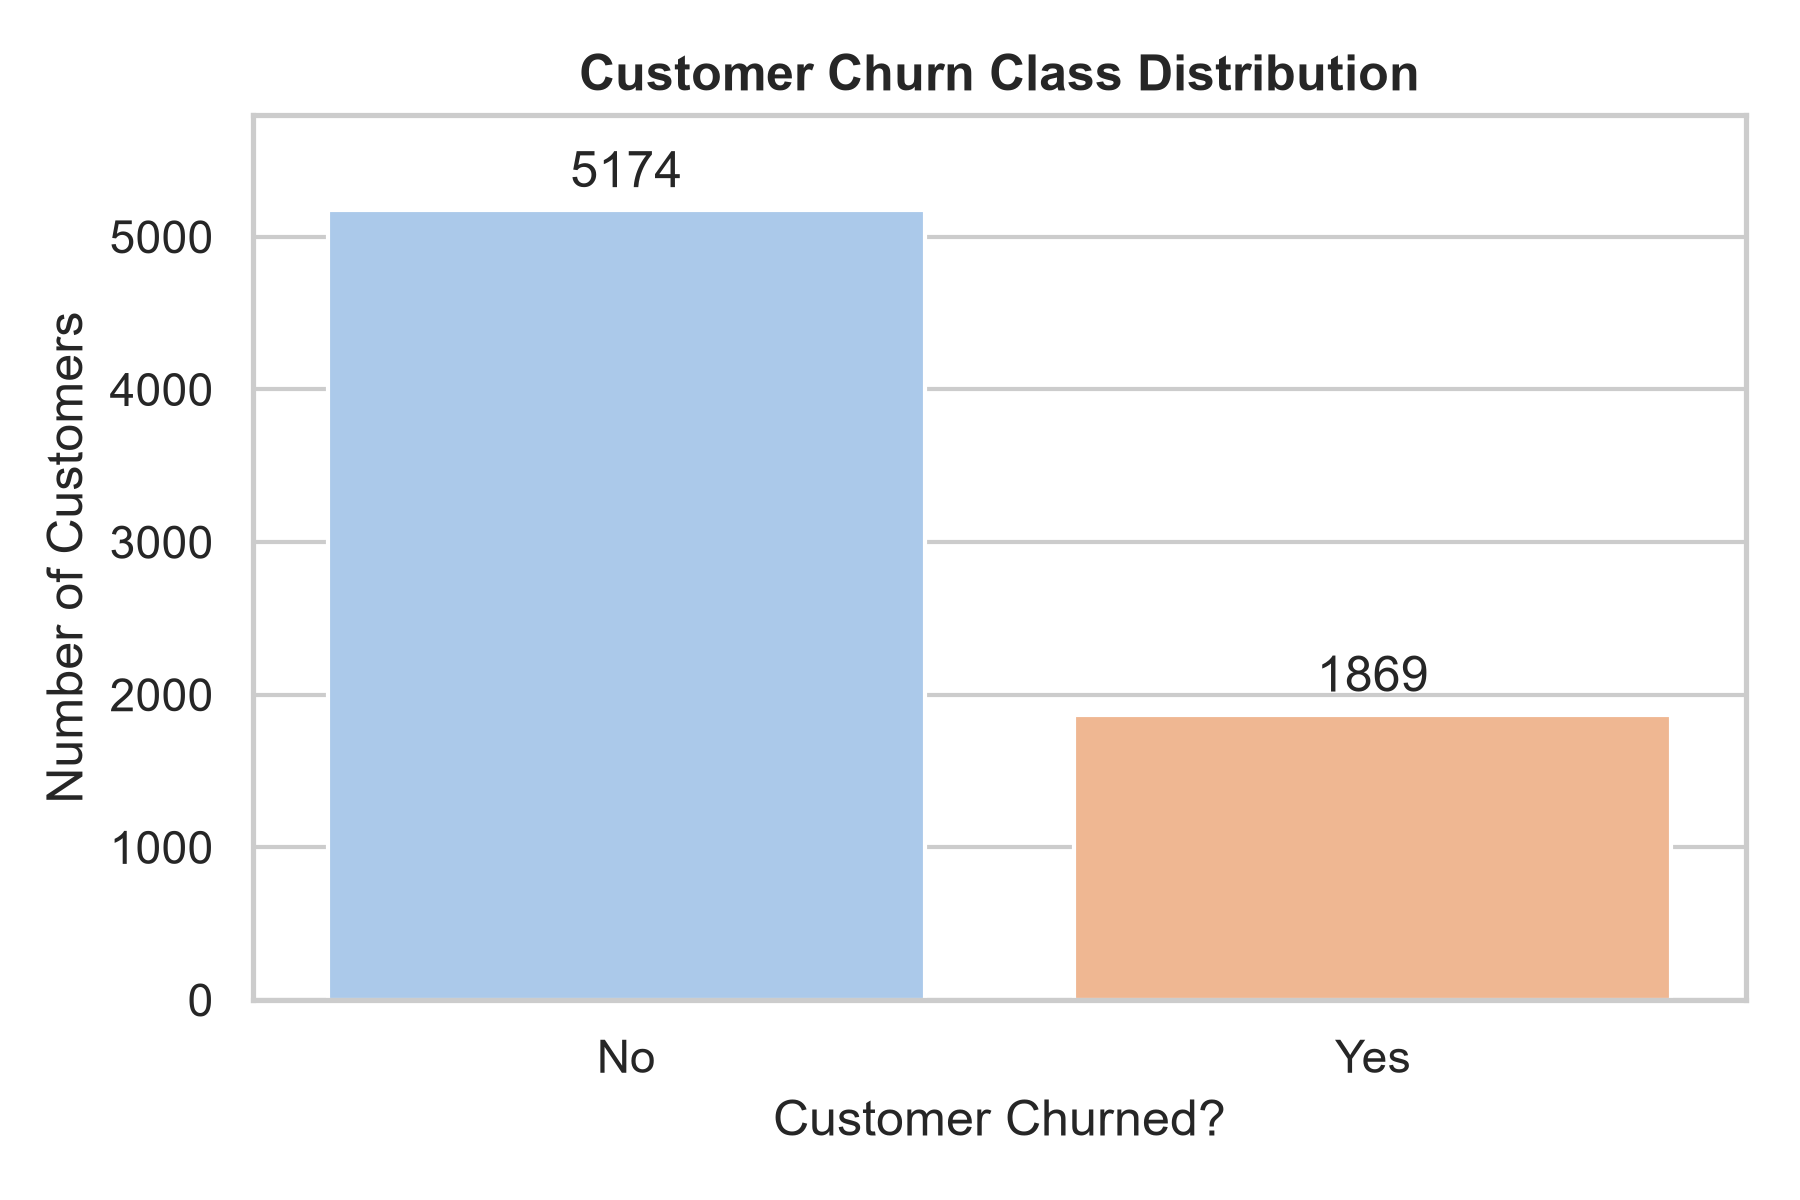 Customer Churn Class Distribution
5174
5000
4000
3000
2000
1000
0
1869
Number of Customers
No
Yes
Customer Churned?